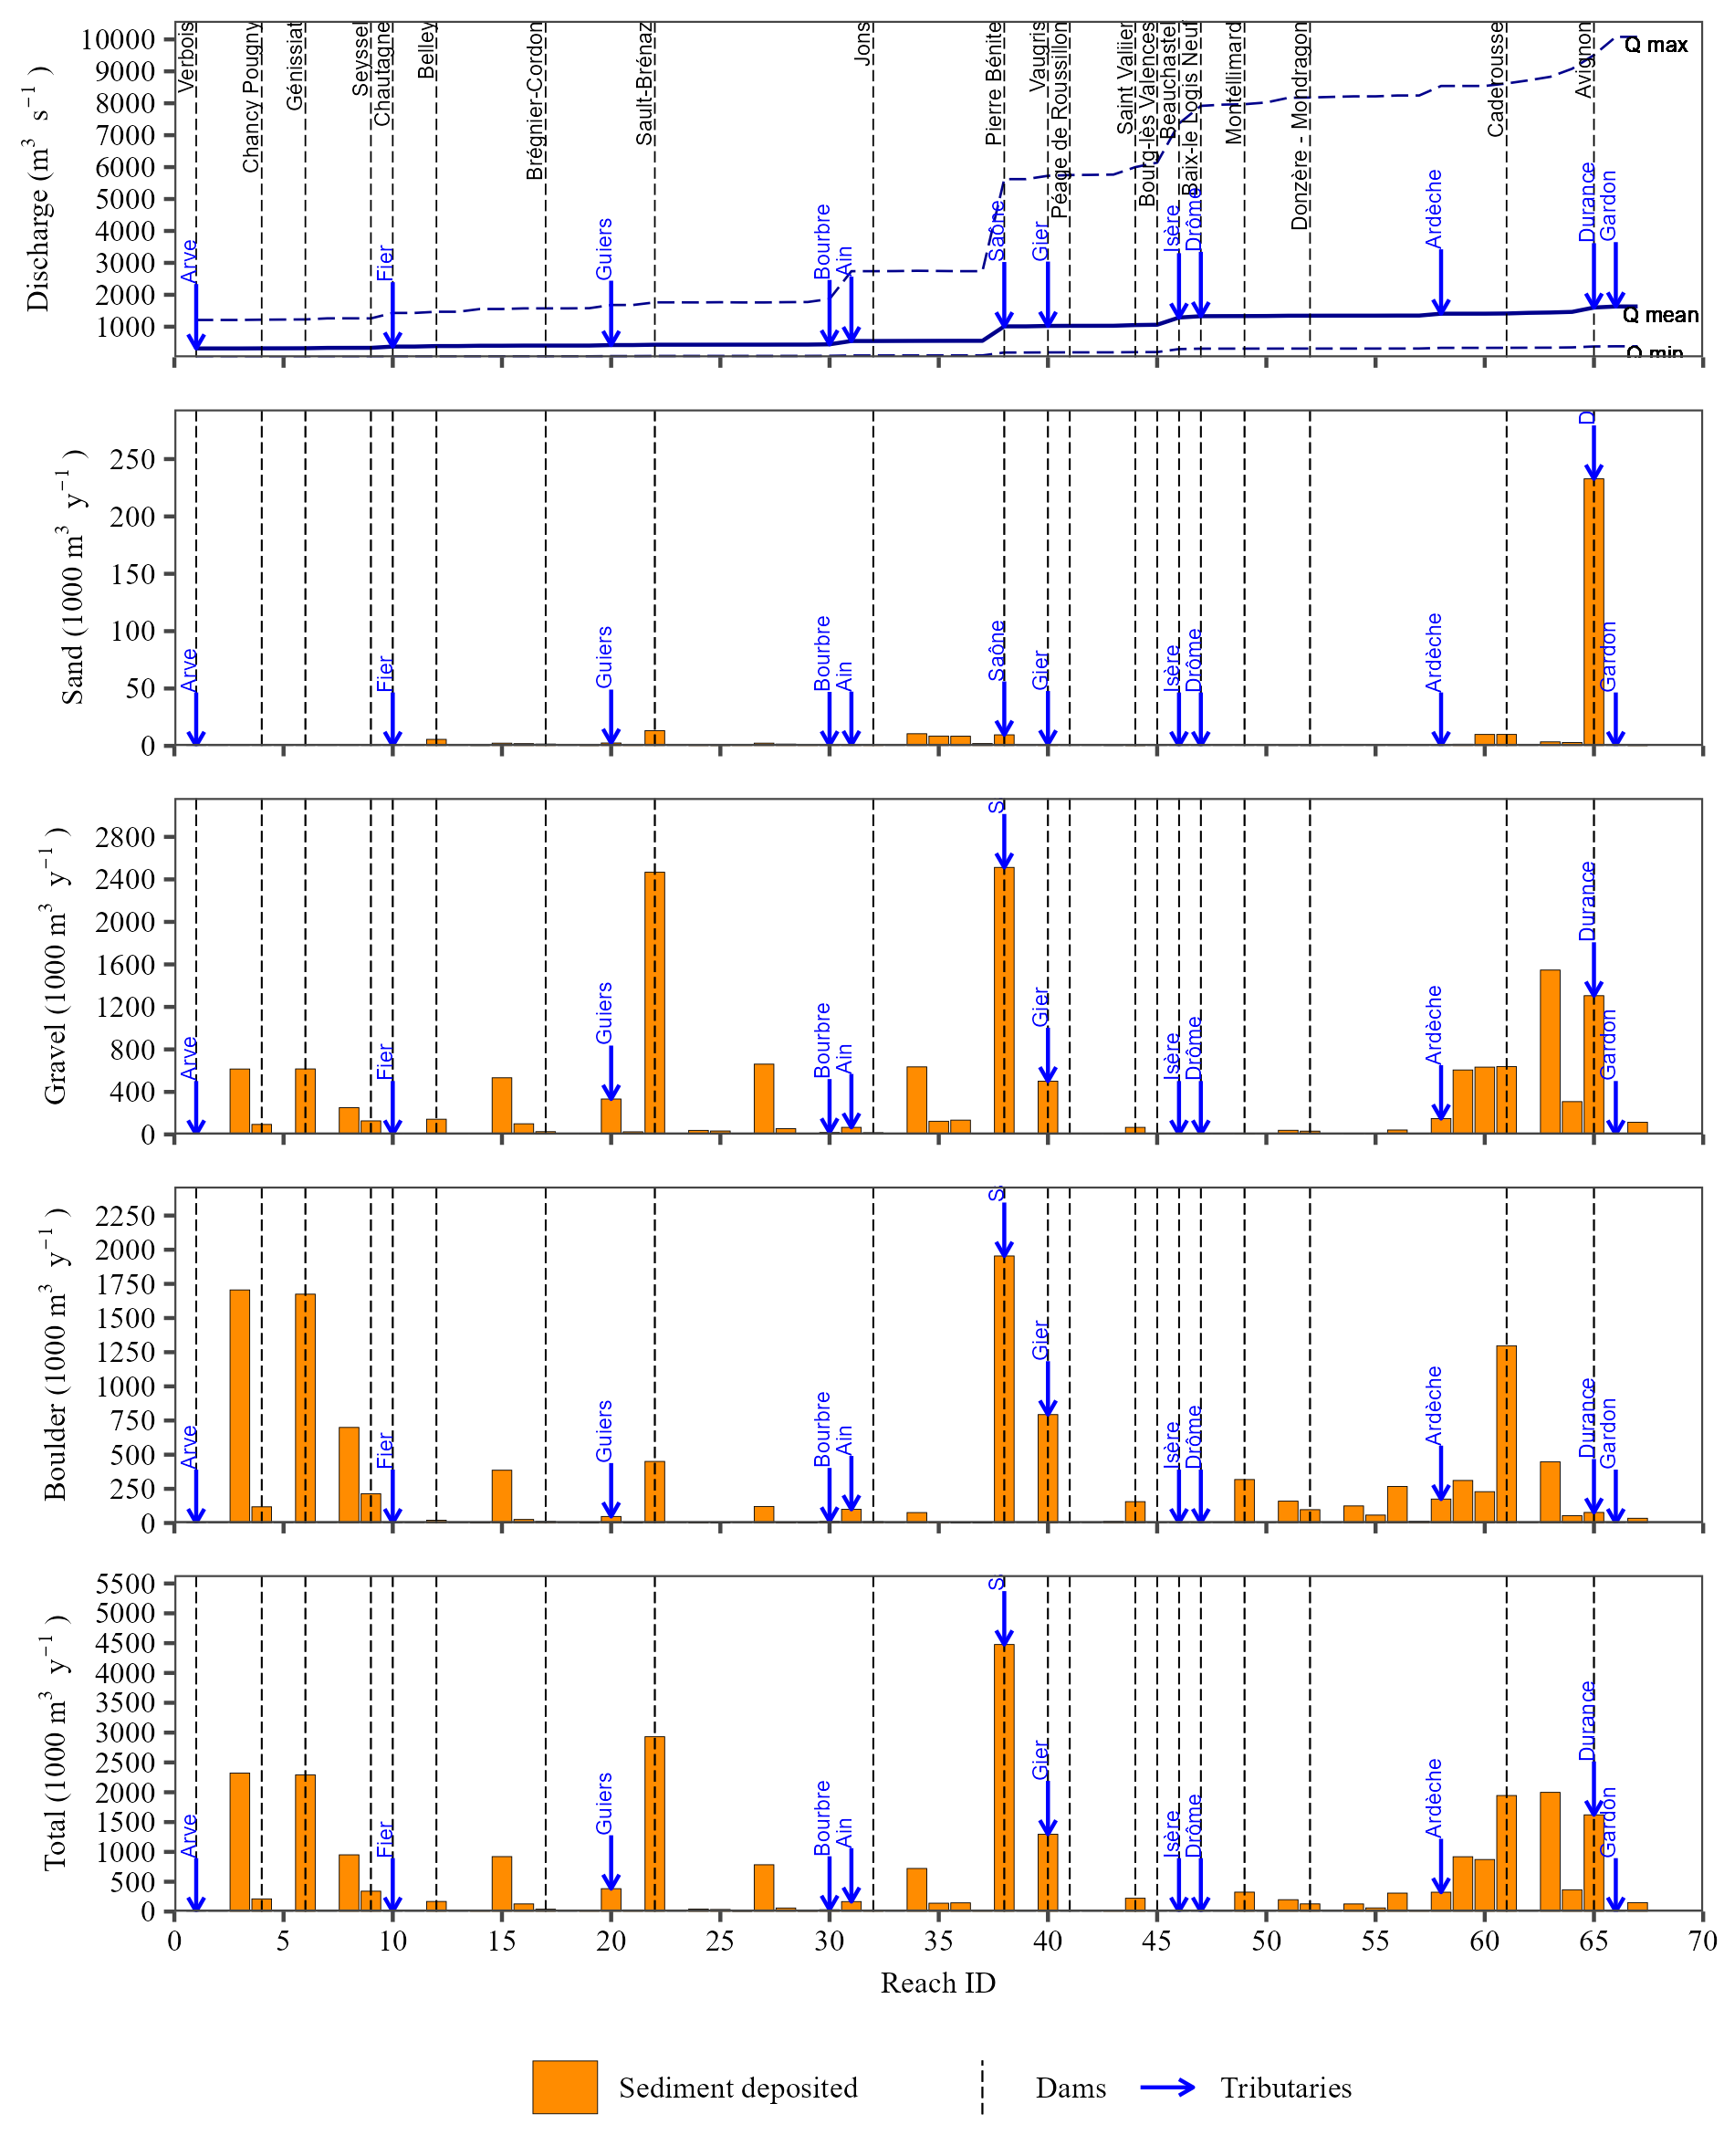 Discharge (m³ s⁻¹)
10000
9000
8000
7000
6000
5000
4000
3000
2000
1000
Verbois
Chancy Pougny
Génissiat
Seyssel
Chautagne
Belley
Brégnier-Cordon
Sault-Brénaz
Jons
Pierre Bénite
Vaugris
Péage de Roussillon
Saint Vallier
Bourg-lès Valences
Beauchastel
Baix-le Logis Neuf
Montélimard
Donzère - Mondragon
Caderousse
Avignon
Arve
Fier
Guiers
Bourbre
Ain
Saône
Gier
Isère
Drôme
Ardèche
Durance
Gardon
Q max
Q mean
Q min
Sand (1000 m³ y⁻¹)
250
200
150
100
50
0
Arve
Fier
Guiers
Bourbre
Ain
Saône
Gier
Isère
Drôme
Ardèche
D
Gardon
Gravel (1000 m³ y⁻¹)
2800
2400
2000
1600
1200
800
400
0
Arve
Fier
Guiers
Bourbre
Ain
S
Gier
Isère
Drôme
Ardèche
Durance
Gardon
Boulder (1000 m³ y⁻¹)
2250
2000
1750
1500
1250
1000
750
500
250
0
Arve
Fier
Guiers
Bourbre
Ain
S
Gier
Isère
Drôme
Ardèche
Durance
Gardon
Total (1000 m³ y⁻¹)
5500
5000
4500
4000
3500
3000
2500
2000
1500
1000
500
0
Arve
Fier
Guiers
Bourbre
Ain
S
Gier
Isère
Drôme
Ardèche
Durance
Gardon
0 5 10 15 20 25 30 35 40 45 50 55 60 65 70
Reach ID
Sediment deposited Dams Tributaries